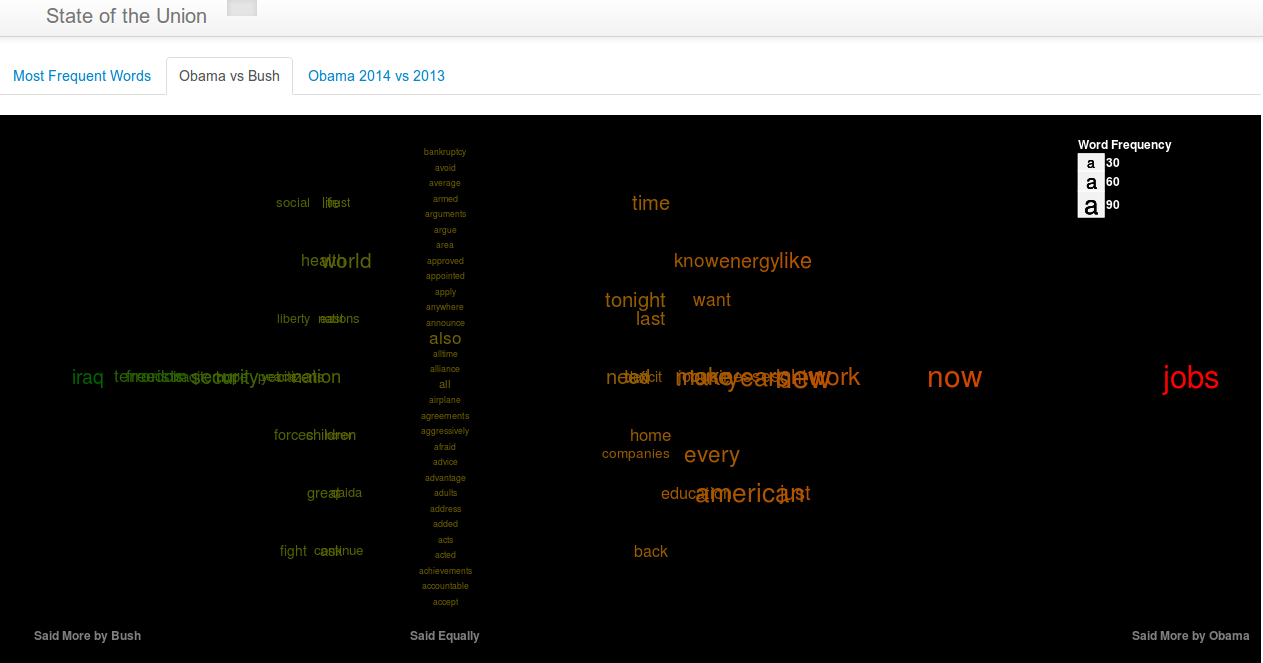 State of the Union
Most Frequent Words
Obama vs Bush
Obama 2014 vs 2013
Word Frequency
a 30
a 60
a 90
bankruptcy
avoid
average
social life trust armed time
arguments
argue
area
health world approved know energy like
appointed
apply tonight want
anywhere
liberty nations announce last
also
alltime
alliance
iraq security nation all need deficit make year new work now jobs
airplane
agreements
forces children aggressively home
afraid companies every
advice
advantage
great qaida adults education american just
address
added
acts
fight ask continue acted back
achievements
accountable
accept
Said More by Bush
Said Equally
Said More by Obama